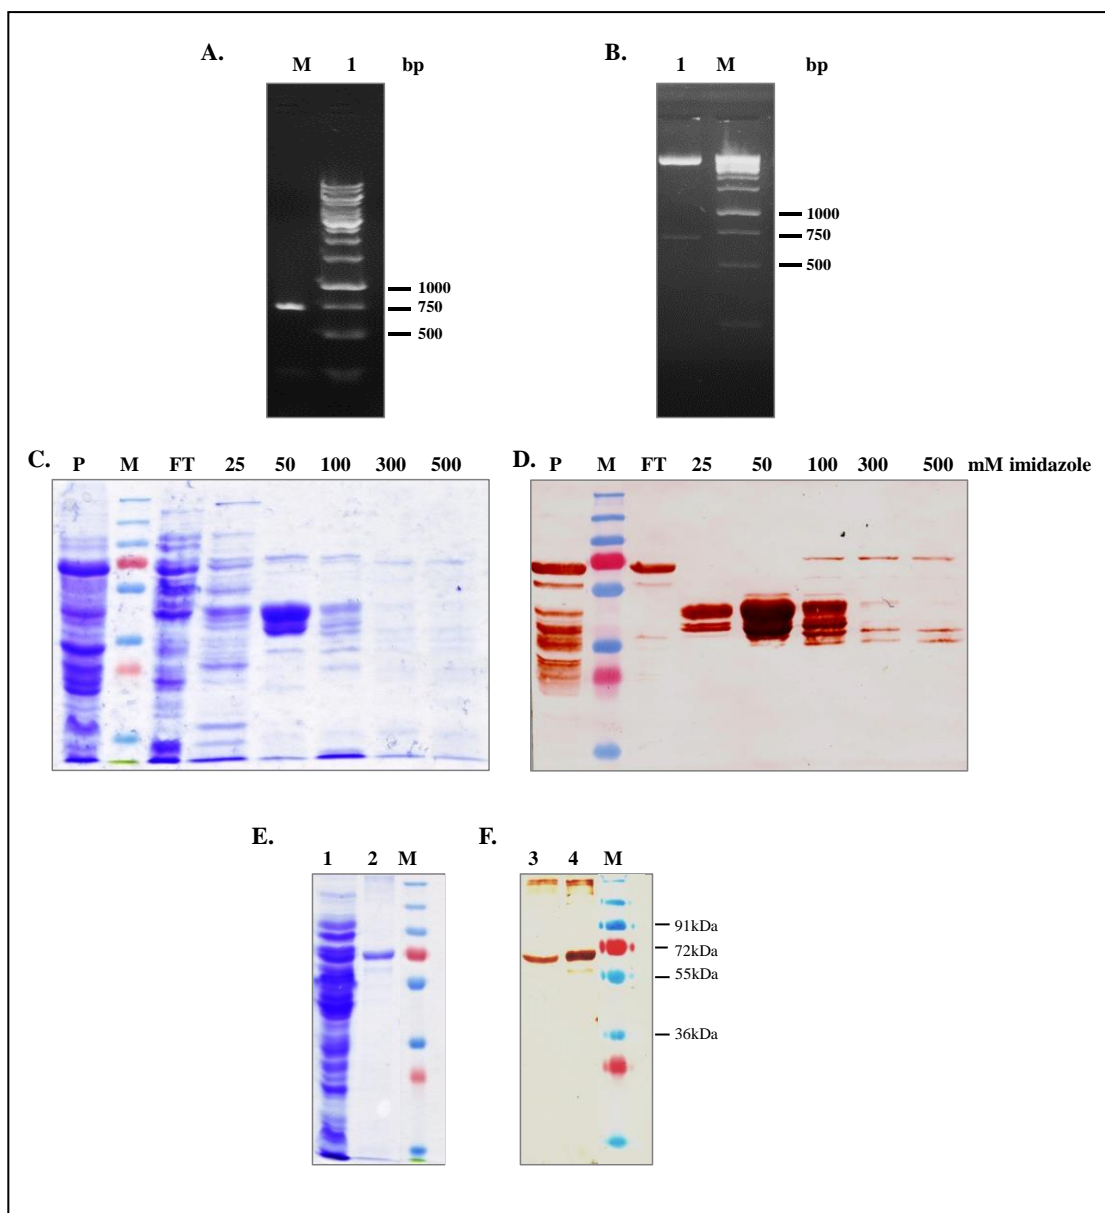 A.
B.
M 1 bp
1 M bp
1000
750
500
1000
750
500
C. P M FT 25 50 100 300 500
D. P M FT 25 50 100 300 500 mM imidazole
E.
F.
1 2 M
3 4 M
91kDa
72kDa
55kDa
36kDa